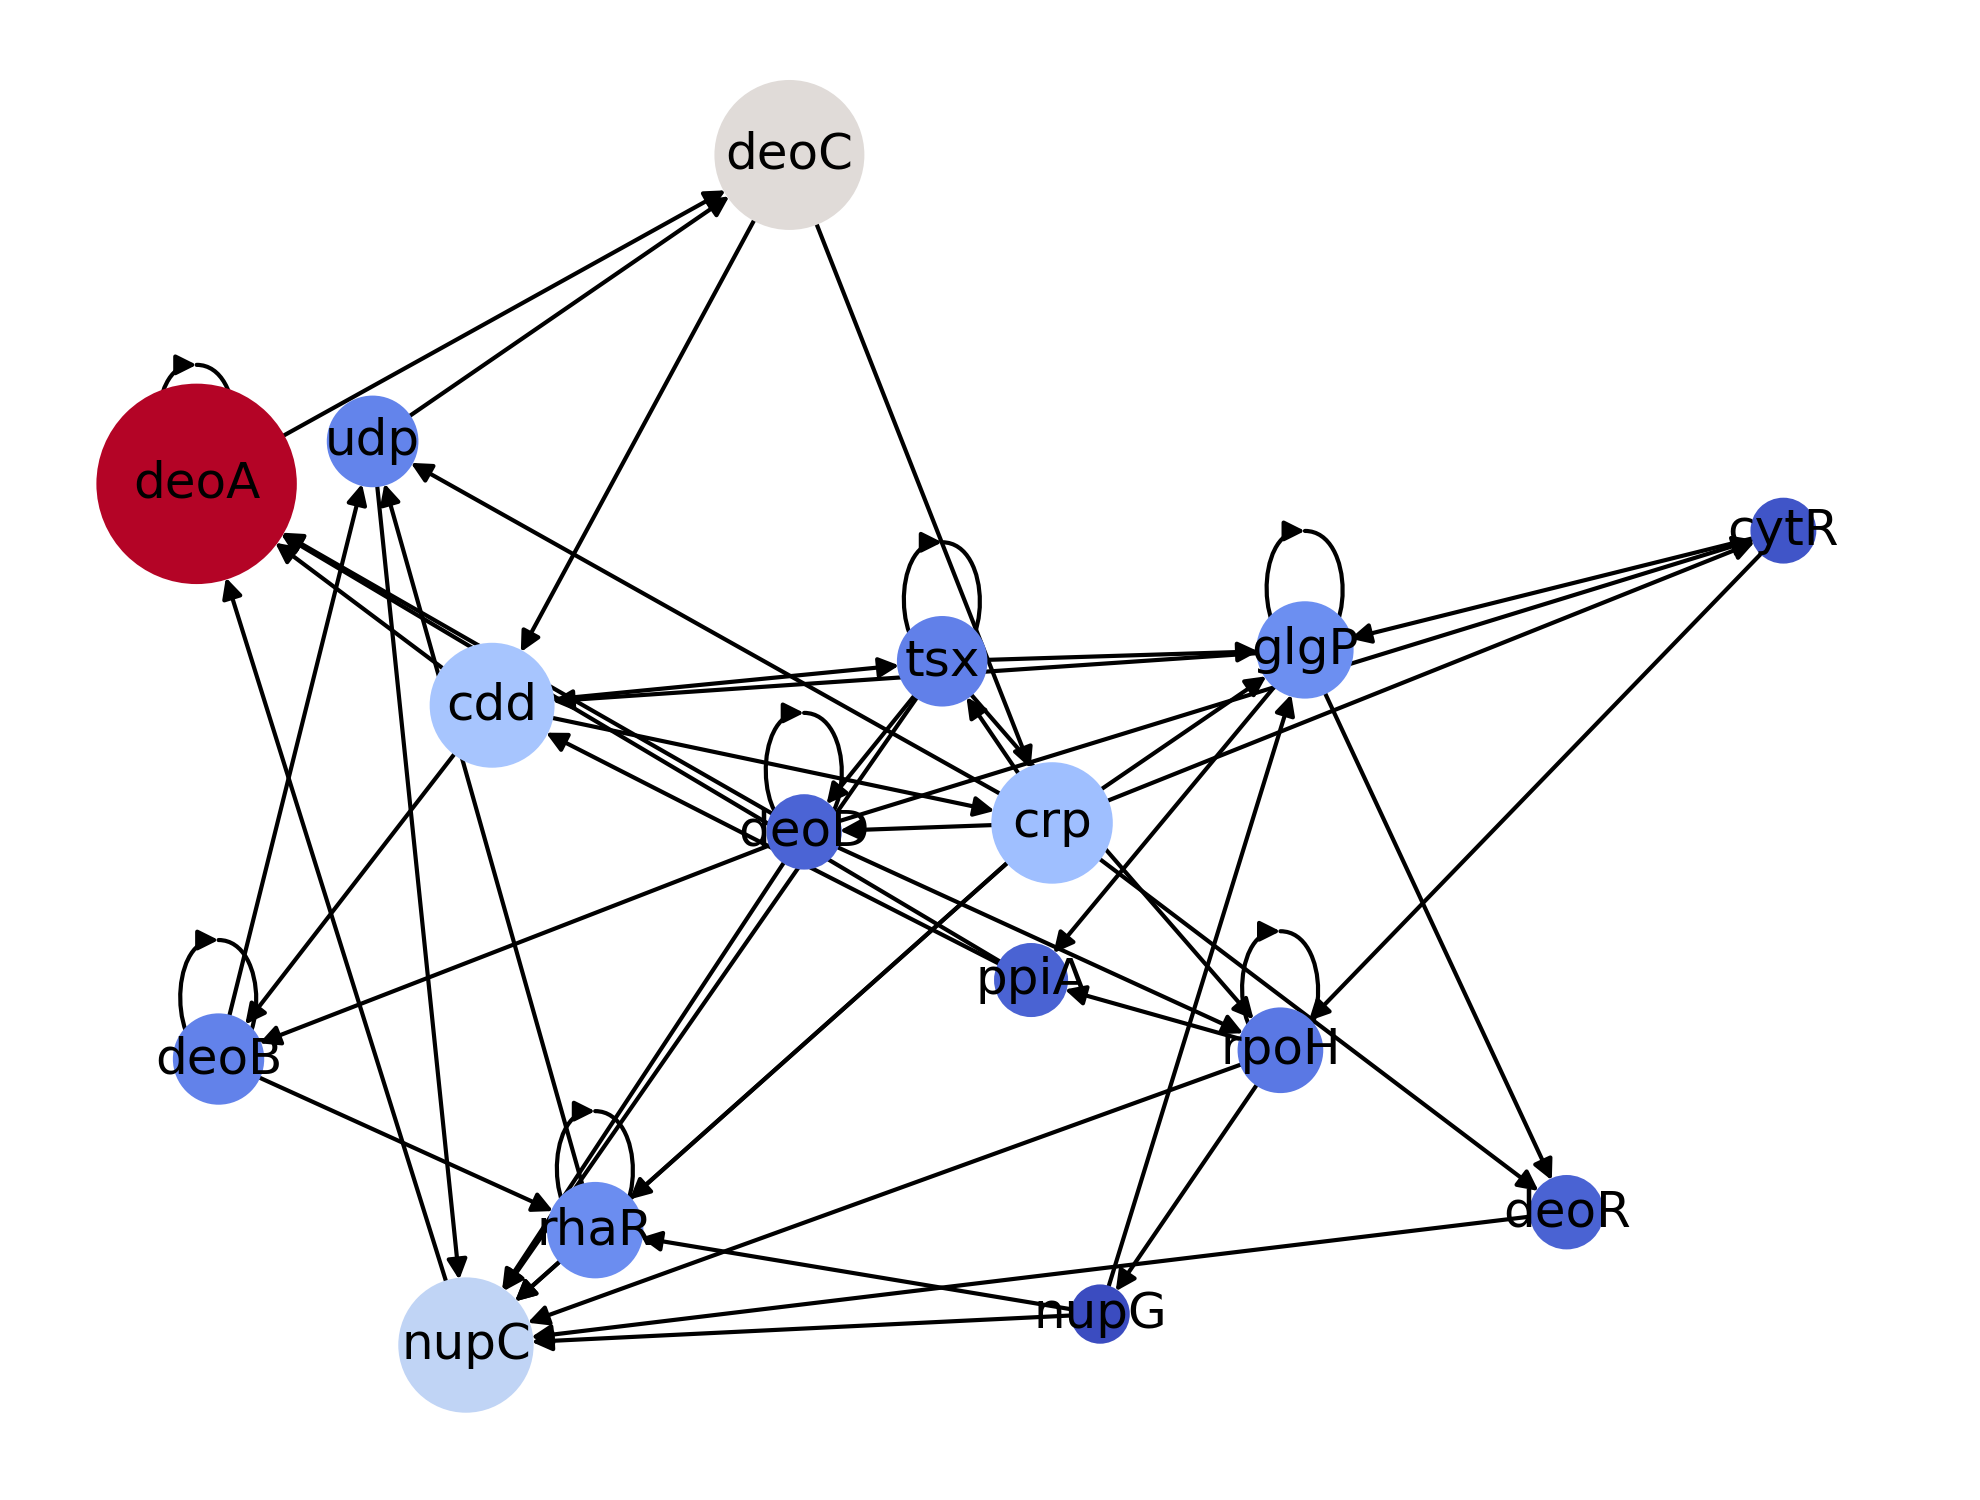 deoC
udp
deoA
cytR
glgP
tsx
cdd
crp
deoD
ppiA
rpoH
deoB
deoR
rhaR
nupG
nupC